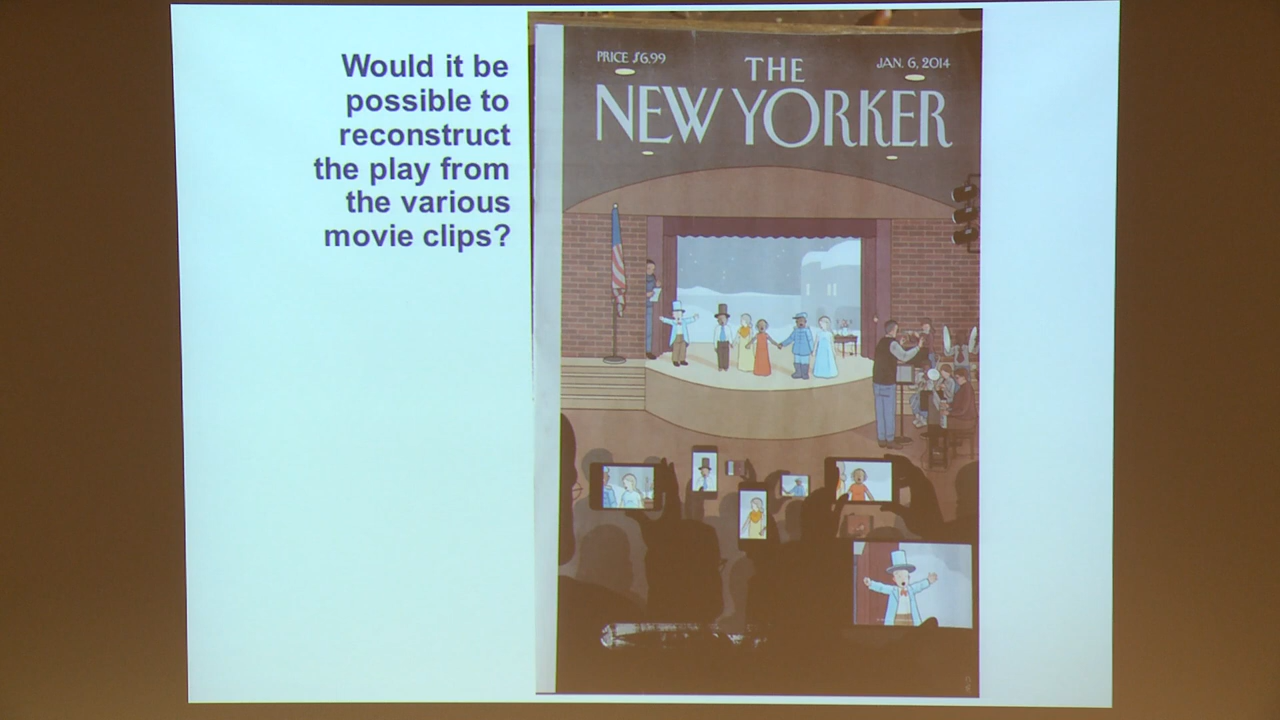 Would it be
possible to
reconstruct
the play from
the various
movie clips?
PRICE $6.99
THE
JAN. 6, 2014
NEW YORKER